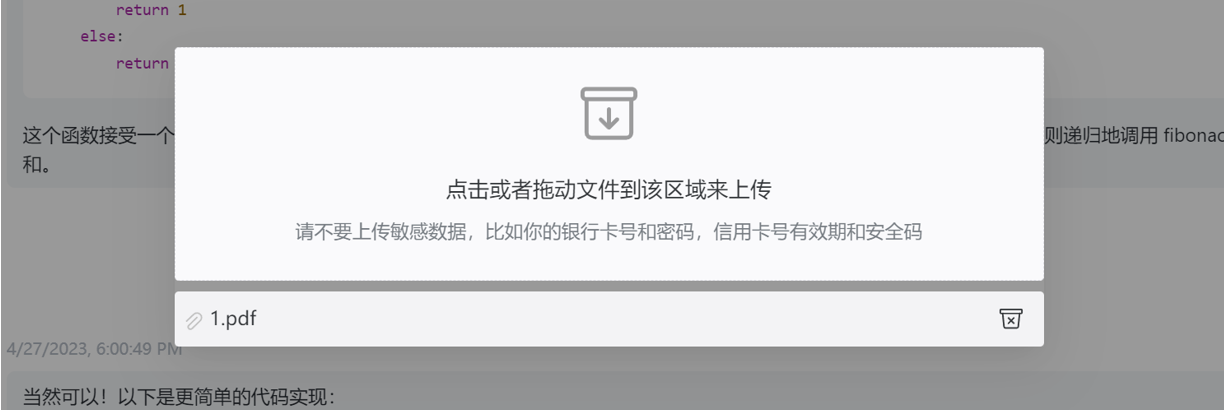 return 1
else:
return
这个函数接受一个
则递归地调用 fibonac
和。
点击或者拖动文件到该区域来上传
请不要上传敏感数据，比如你的银行卡号和密码，信用卡号有效期和安全码
1.pdf
4/27/2023, 6:00:49 PM
当然可以！以下是更简单的代码实现：